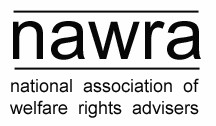 nawra
national association of
welfare rights advisers